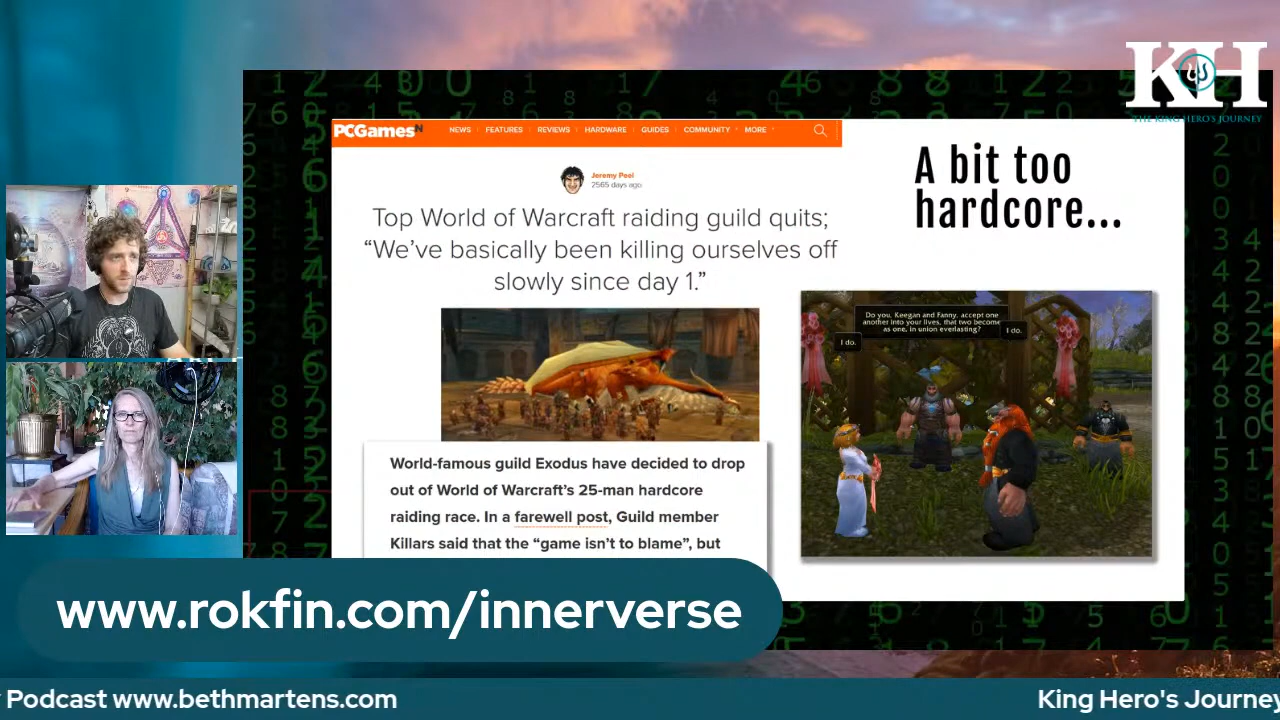 KH
THE KING HERO'S JOURNEY
PCGamesN
NEWS FEATURES REVIEWS HARDWARE GUIDES COMMUNITY MORE
Jeremy Peel
2565 days ago
Top World of Warcraft raiding guild quits;
“We’ve basically been killing ourselves off
slowly since day 1.”
A bit too
hardcore...
Do you, Keegan and Fanny, accept one
another into your lives, that two become
as one, in union everlasting?
I do.
I do.
World-famous guild Exodus have decided to drop
out of World of Warcraft’s 25-man hardcore
raiding race. In a farewell post, Guild member
Killars said that the “game isn’t to blame”, but
www.rokfin.com/innerverse
Podcast www.bethmartens.com
King Hero's Journey